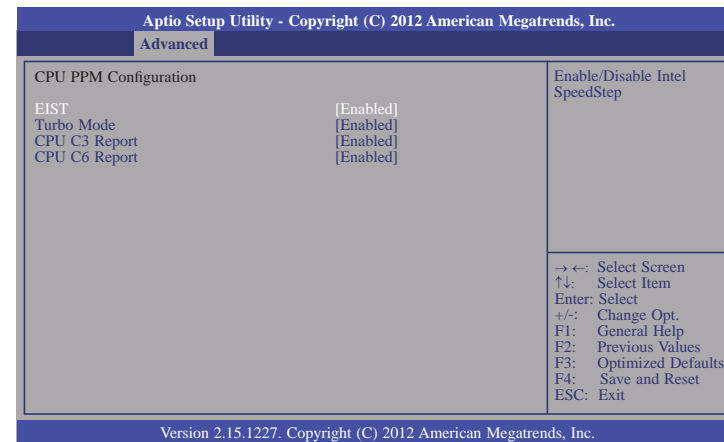 Aptio Setup Utility - Copyright (C) 2012 American Megatrends, Inc.
Advanced
CPU PPM Configuration
EIST [Enabled]
Turbo Mode [Enabled]
CPU C3 Report [Enabled]
CPU C6 Report [Enabled]
Enable/Disable Intel
SpeedStep
→ ←: Select Screen
↑↓: Select Item
Enter: Select
+/-: Change Opt.
F1: General Help
F2: Previous Values
F3: Optimized Defaults
F4: Save and Reset
ESC: Exit
Version 2.15.1227. Copyright (C) 2012 American Megatrends, Inc.